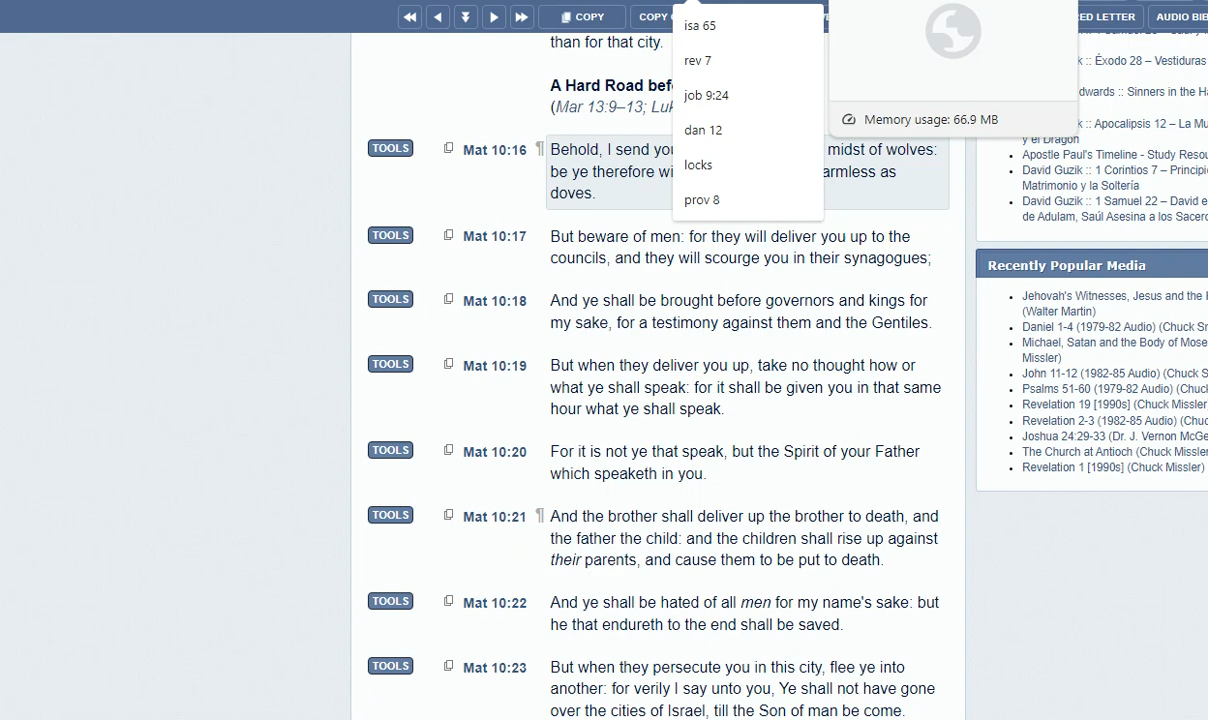 COPY
COPY
ED LETTER
AUDIO BIB
isa 65
rev 7
job 9:24
dan 12
locks
prov 8
Memory usage: 66.9 MB
than for that city.
A Hard Road befo
(Mar 13:9–13; Luk
TOOLS Mat 10:16 ¶ Behold, I send you midst of wolves:
be ye therefore wi armless as
doves.
TOOLS Mat 10:17 But beware of men: for they will deliver you up to the
councils, and they will scourge you in their synagogues;
TOOLS Mat 10:18 And ye shall be brought before governors and kings for
my sake, for a testimony against them and the Gentiles.
TOOLS Mat 10:19 But when they deliver you up, take no thought how or
what ye shall speak: for it shall be given you in that same
hour what ye shall speak.
TOOLS Mat 10:20 For it is not ye that speak, but the Spirit of your Father
which speaketh in you.
TOOLS Mat 10:21 ¶ And the brother shall deliver up the brother to death, and
the father the child: and the children shall rise up against
their parents, and cause them to be put to death.
TOOLS Mat 10:22 And ye shall be hated of all men for my name's sake: but
he that endureth to the end shall be saved.
TOOLS Mat 10:23 But when they persecute you in this city, flee ye into
another: for verily I say unto you, Ye shall not have gone
over the cities of Israel, till the Son of man be come.
k :: Éxodo 28 – Vestiduras
dwards :: Sinners in the Ha
k :: Apocalipsis 12 – La Mu
y el Dragón
Apostle Paul's Timeline - Study Resou
David Guzik :: 1 Corintios 7 – Principio
Matrimonio y la Soltería
David Guzik :: 1 Samuel 22 – David e
de Adulam, Saúl Asesina a los Sacerd
Recently Popular Media
Jehovah's Witnesses, Jesus and the
(Walter Martin)
Daniel 1-4 (1979-82 Audio) (Chuck Sm
Michael, Satan and the Body of Mose
Missler)
John 11-12 (1982-85 Audio) (Chuck S
Psalms 51-60 (1979-82 Audio) (Chuc
Revelation 19 [1990s] (Chuck Missler)
Revelation 2-3 (1982-85 Audio) (Chuc
Joshua 24:29-33 (Dr. J. Vernon McGe
The Church at Antioch (Chuck Missler
Revelation 1 [1990s] (Chuck Missler)